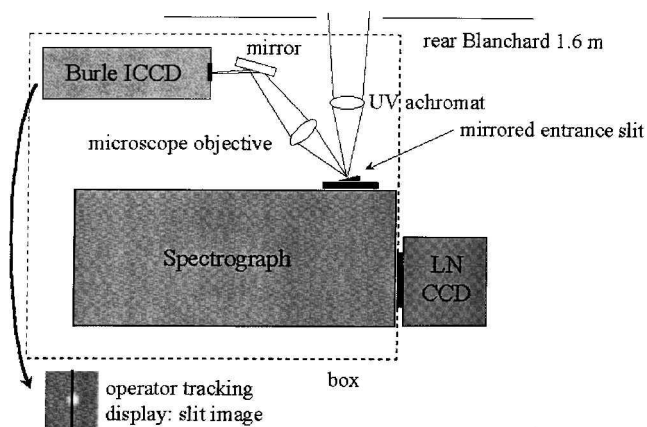 rear Blanchard 1.6 m
mirror
Burle ICCD
UV achromat
mirrored entrance slit
microscope objective
Spectrograph
LN
CCD
box
operator tracking
display: slit image